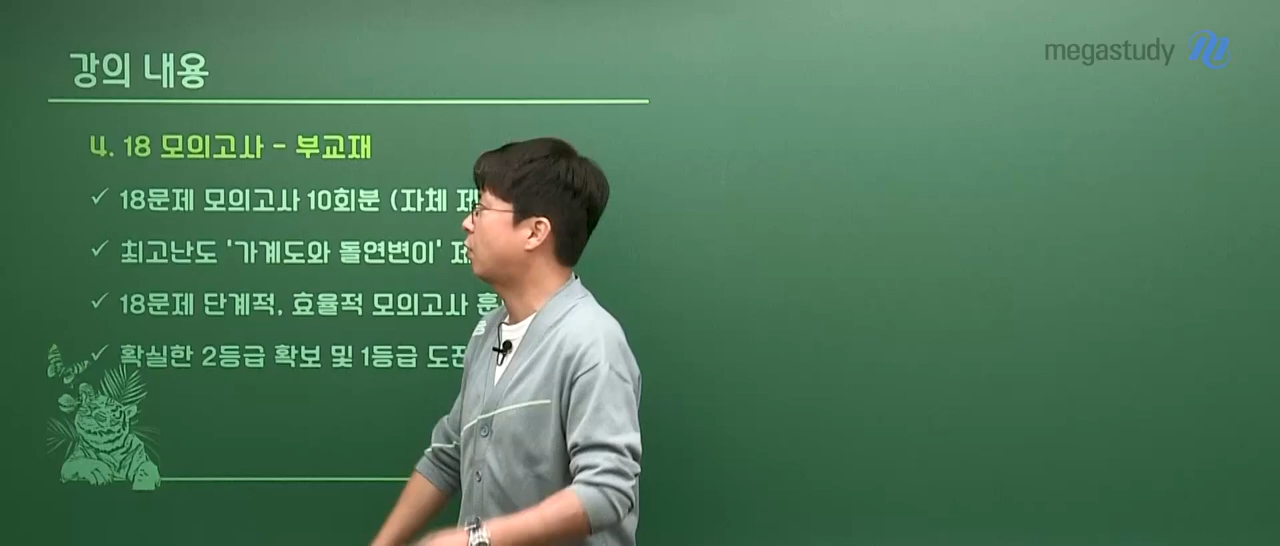 megastudy M
강의 내용
4. 18 모의고사 - 부교재
✓ 18문제 모의고사 10회분 (자체
✓ 최고난도 '가계도와 돌연변이'
✓ 18문제 단계적, 효율적 모의고사
✓ 확실한 2등급 확보 및 1등급